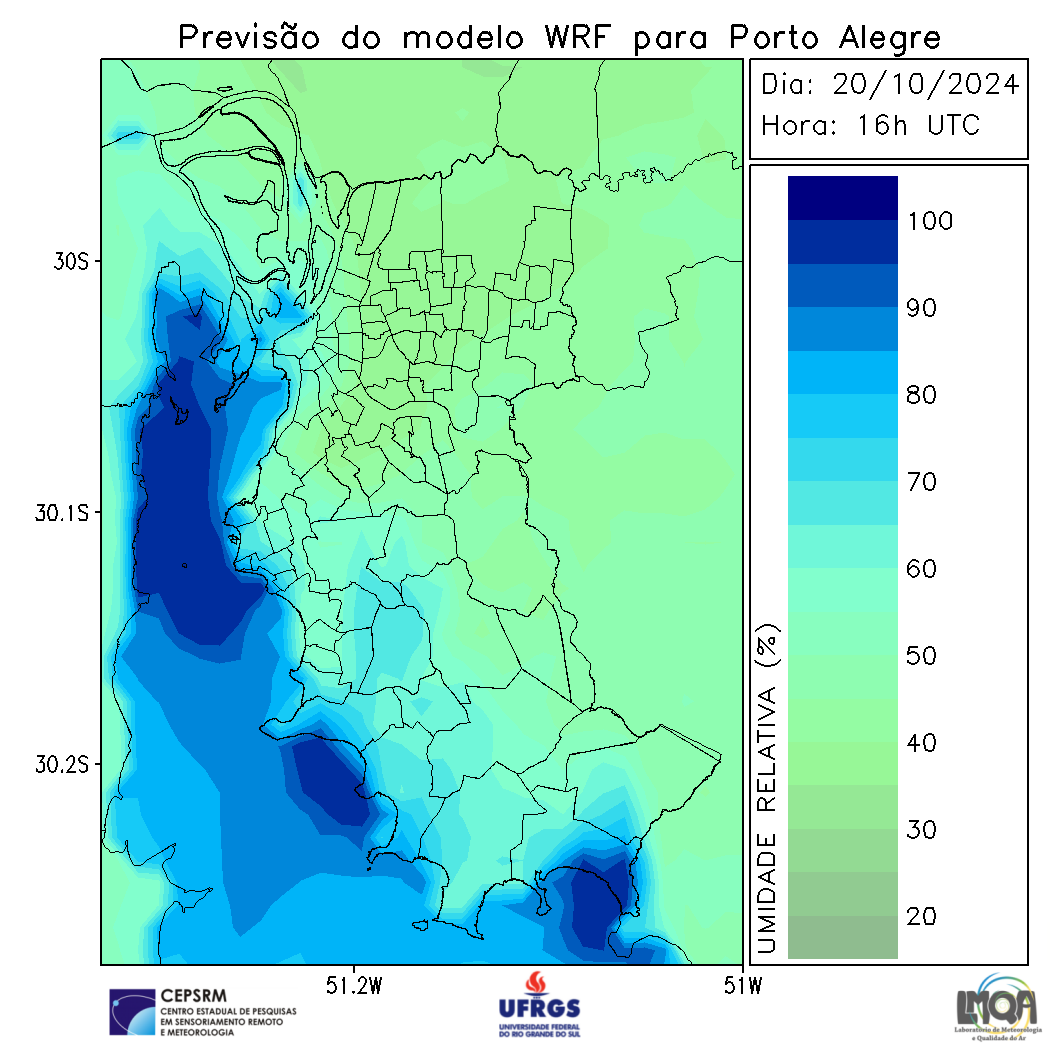 Previsão do modelo WRF para Porto Alegre
Dia: 20/10/2024
Hora: 16h UTC
30S
30.1S
30.2S
51.2W
51W
100
90
80
70
60
50
40
30
20
UMIDADE RELATIVA (%)
CEPSRM
CENTRO ESTADUAL DE PESQUISAS
EM SENSORIAMENTO REMOTO
E METEOROLOGIA
UFRGS
UNIVERSIDADE FEDERAL
DO RIO GRANDE DO SUL
LMQA
Laboratório de Meteorologia
e Qualidade do Ar